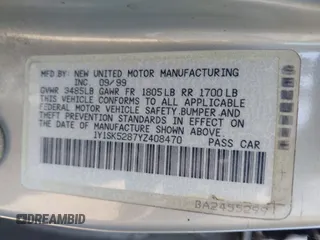 MFD. BY NEW UNITED MOTOR MANUFACTURING
INC 09/99
GVWR 3485LB GAWR FR 1805LB RR 1700LB
THIS VEHICLE CONFORMS TO ALL APPLICABLE
FEDERAL MOTOR VEHICLE SAFETY,BUMPER,AND
THEFT PREVENTION STANDARDS IN EFFECT ON
THE DATE OF MANUFACTURE SHOWN ABOVE
1Y1SK5287YZ408470 PASS CAR
DREAMBID